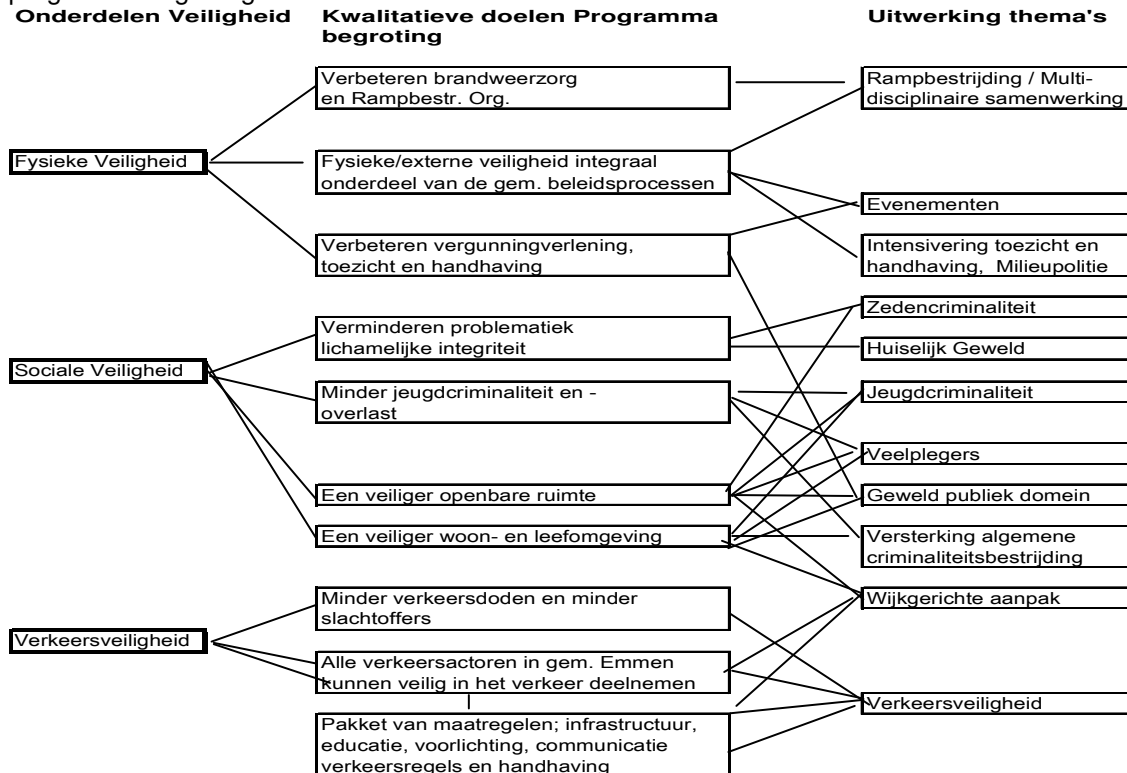 Onderdelen Veiligheid
Kwalitatieve doelen Programma
begroting
Uitwerking thema's
Fysieke Veiligheid
Sociale Veiligheid
Verkeersveiligheid
Verbeteren brandweerzorg
en Rampbestr. Org.
Fysieke/externe veiligheid integraal
onderdeel van de gem. beleidsprocessen
Verbeteren vergunningverlening,
toezicht en handhaving
Verminderen problematiek
lichamelijke integriteit
Minder jeugdcriminaliteit en -
overlast
Een veiliger openbare ruimte
Een veiliger woon- en leefomgeving
Minder verkeersdoden en minder
slachtoffers
Alle verkeersactoren in gem. Emmen
kunnen veilig in het verkeer deelnemen
Pakket van maatregelen; infrastructuur,
educatie, voorlichting, communicatie
verkeersregels en handhaving
Rampbestrijding / Multi-
disciplinaire samenwerking
Evenementen
Intensivering toezicht en
handhaving, Milieupolitie
Zedencriminaliteit
Huiselijk Geweld
Jeugdcriminaliteit
Veelplegers
Geweld publiek domein
Versterking algemene
criminaliteitsbestrijding
Wijkgerichte aanpak
Verkeersveiligheid